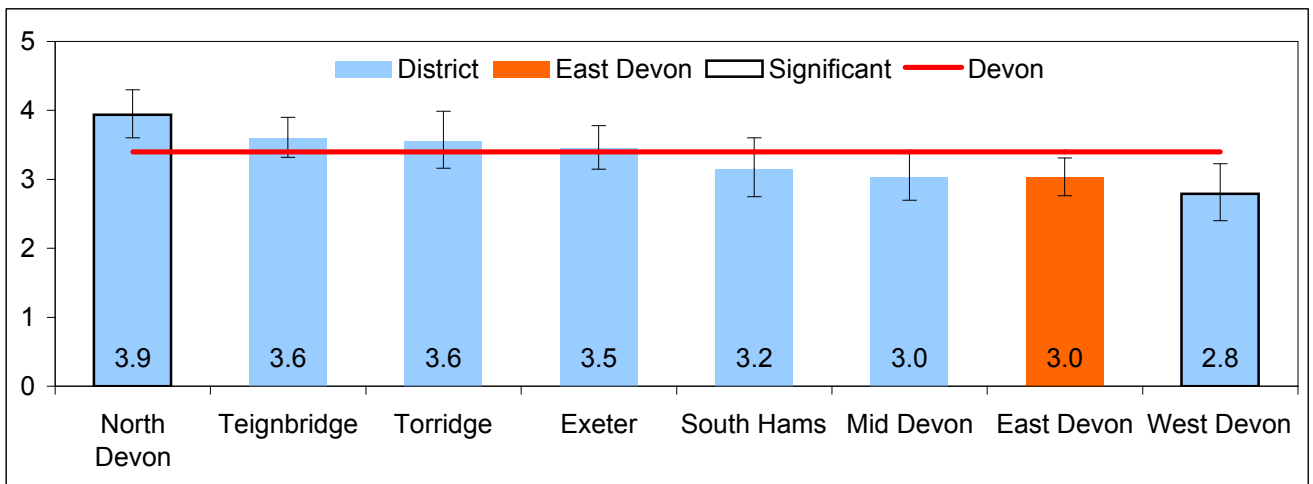 5
District East Devon Significant Devon
4
3
2
1
0
3.9 3.6 3.6 3.5 3.2 3.0 3.0 2.8
North Devon Teignbridge Torridge Exeter South Hams Mid Devon East Devon West Devon